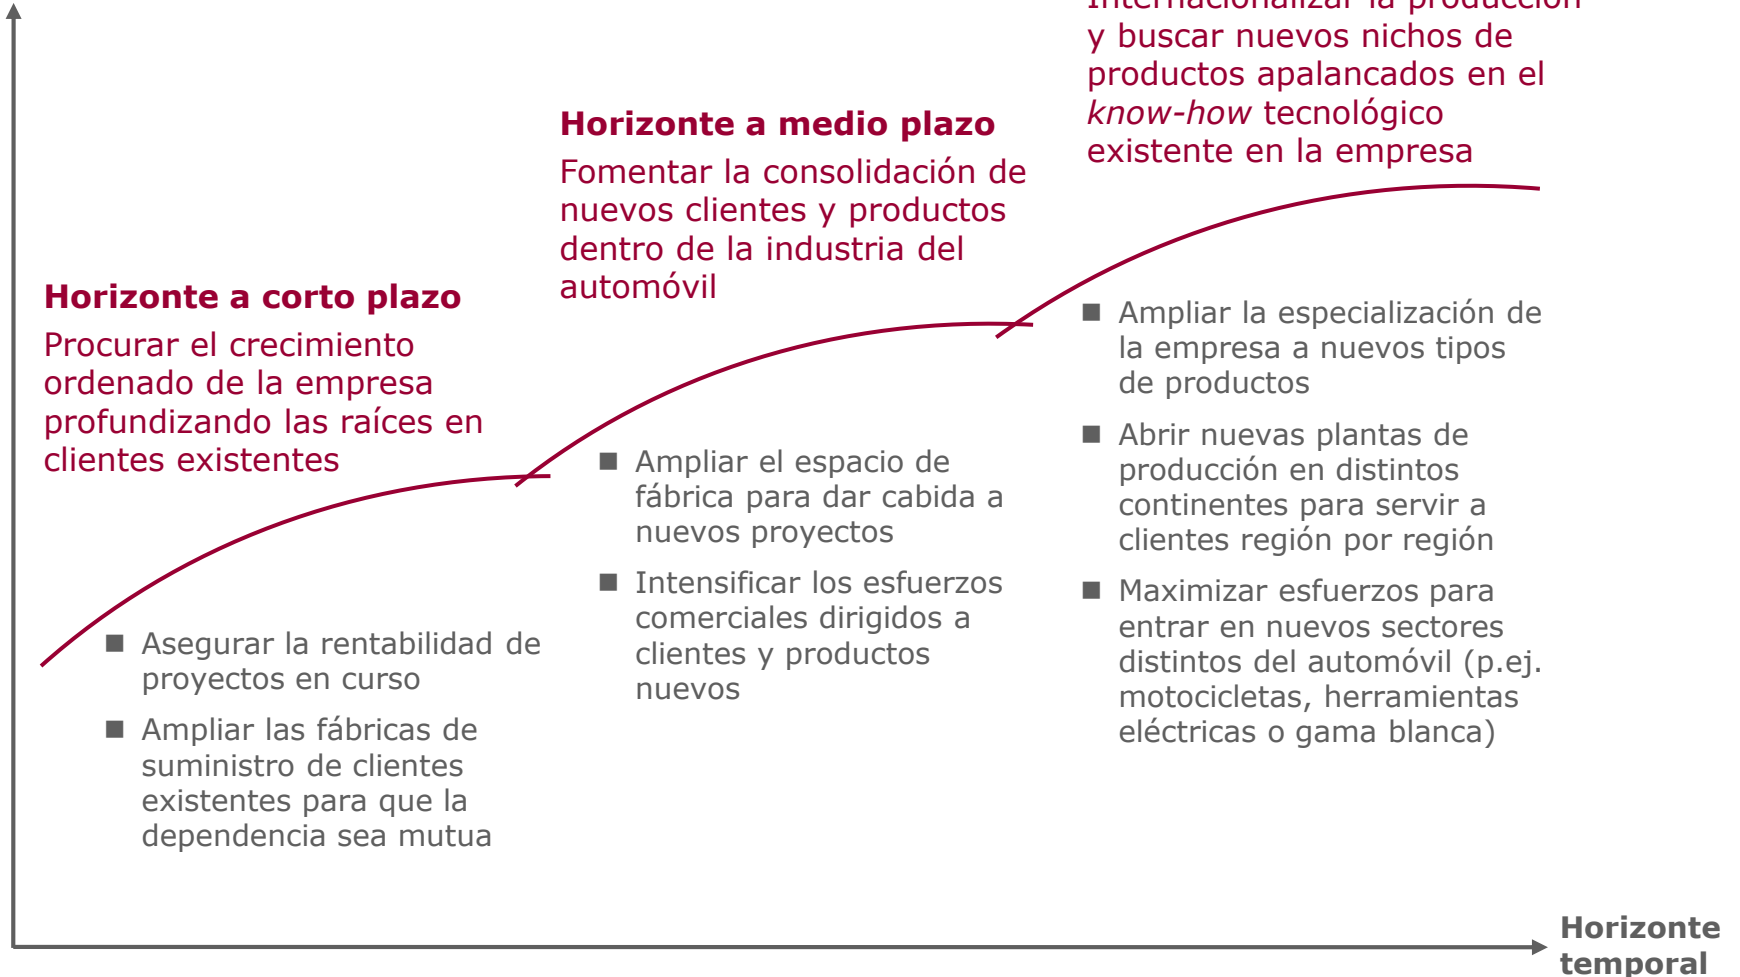 Internacionalizar la producción
y buscar nuevos nichos de
productos apalancados en el
know-how tecnológico
existente en la empresa
Horizonte a medio plazo
Fomentar la consolidación de
nuevos clientes y productos
dentro de la industria del
automóvil
Horizonte a corto plazo
Procurar el crecimiento
ordenado de la empresa
profundizando las raíces en
clientes existentes
■ Asegurar la rentabilidad de
proyectos en curso
■ Ampliar las fábricas de
suministro de clientes
existentes para que la
dependencia sea mutua
■ Ampliar el espacio de
fábrica para dar cabida a
nuevos proyectos
■ Intensificar los esfuerzos
comerciales dirigidos a
clientes y productos
nuevos
■ Ampliar la especialización de
la empresa a nuevos tipos
de productos
■ Abrir nuevas plantas de
producción en distintos
continentes para servir a
clientes región por región
■ Maximizar esfuerzos para
entrar en nuevos sectores
distintos del automóvil (p.ej.
motocicletas, herramientas
eléctricas o gama blanca)
Horizonte
temporal